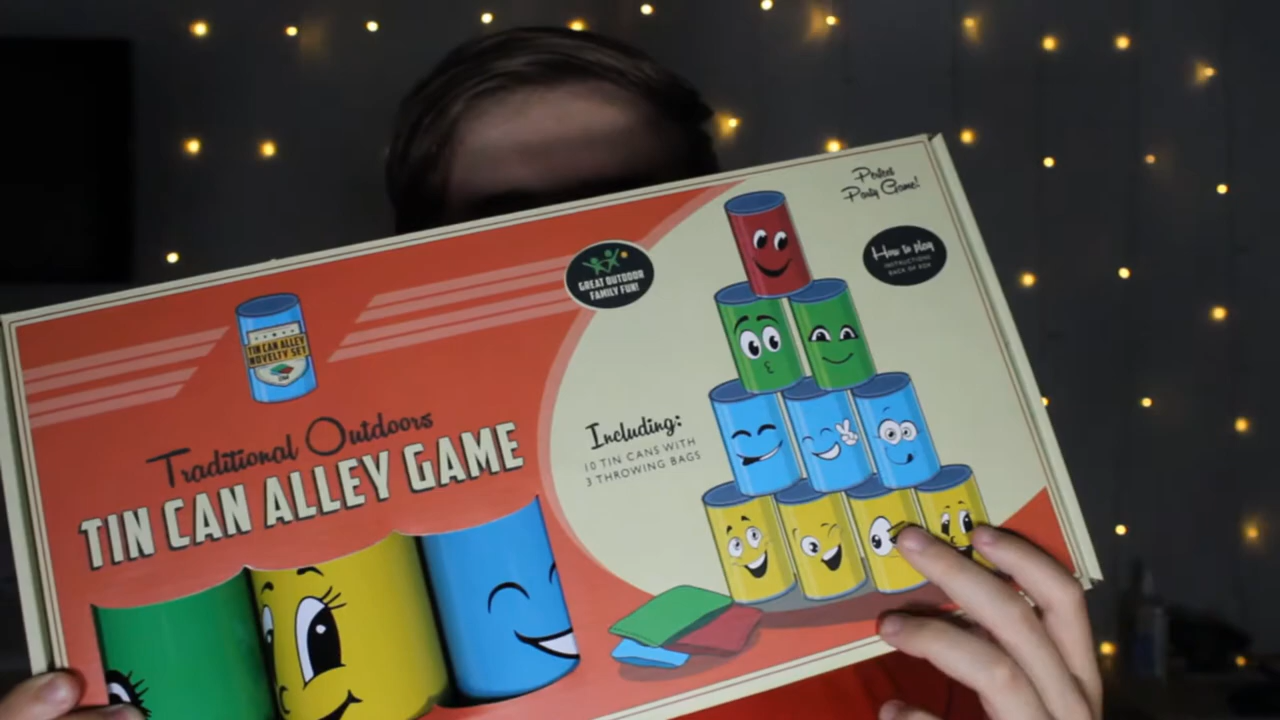 Perfect
Party Game!
How to play
INSTRUCTIONS
BACK OF BOX
GREAT OUTDOOR
FAMILY FUN!
TIN CAN ALLEY
NOVELTY SET
Traditional Outdoors
TIN CAN ALLEY GAME
Including:
10 TIN CANS WITH
3 THROWING BAGS